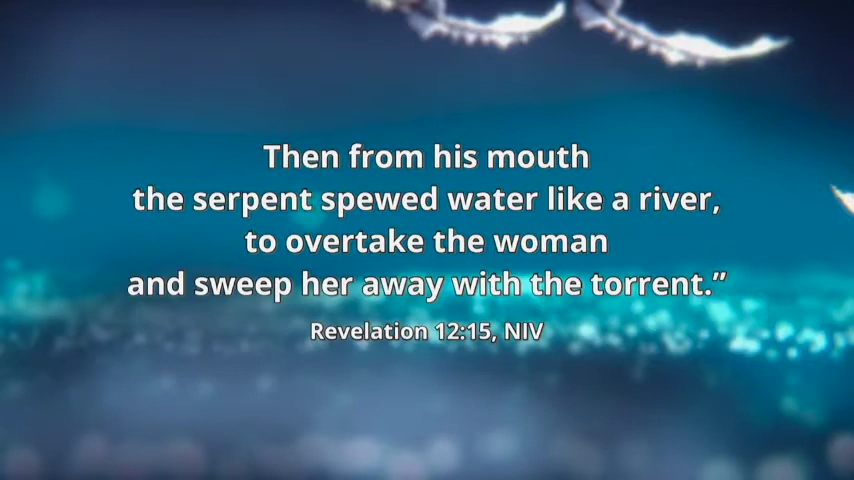 Then from his mouth
the serpent spewed water like a river,
to overtake the woman
and sweep her away with the torrent.”
Revelation 12:15, NIV